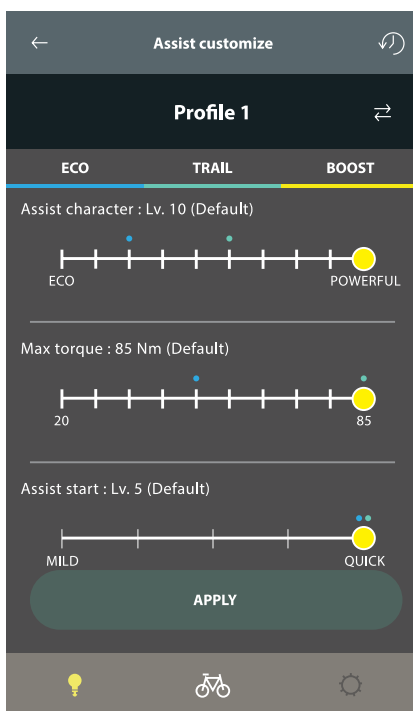 Assist customize
Profile 1
ECO TRAIL BOOST
Assist character : Lv. 10 (Default)
ECO POWERFUL
Max torque : 85 Nm (Default)
20 85
Assist start : Lv. 5 (Default)
MILD QUICK
APPLY